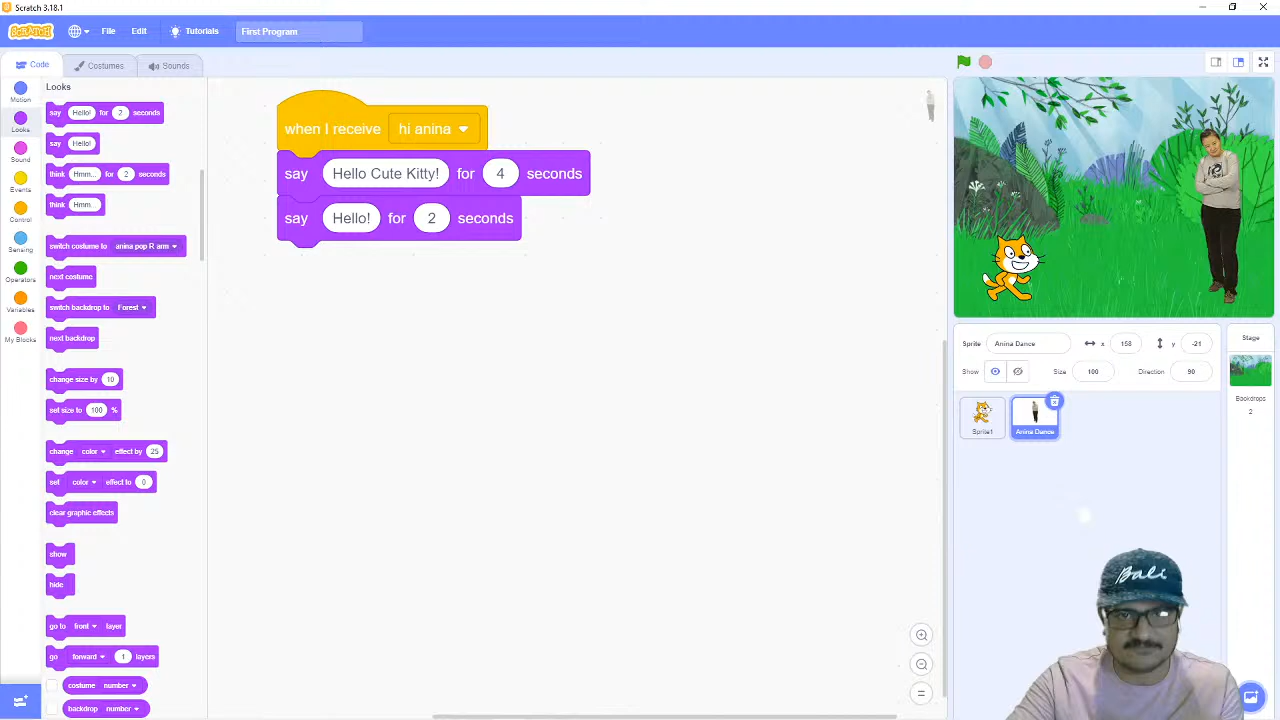 Scratch 3.18.1
SCRATCH File Edit Tutorials First Program
Code Costumes Sounds
Motion
Looks
Sound
Events
Control
Sensing
Operators
Variables
My Blocks
Looks
say Hello! for 2 seconds
say Hello!
think Hmm... for 2 seconds
think Hmm...
switch costume to anina pop R arm
next costume
switch backdrop to Forest
next backdrop
change size by 10
set size to 100 %
change color effect by 25
set color effect to 0
clear graphic effects
show
hide
go to front layer
go forward 1 layers
costume number
backdrop number
when I receive hi anina
say Hello Cute Kitty! for 4 seconds
say Hello! for 2 seconds
Sprite Anina Dance x 158 y -21
Show Size 100 Direction 90
Sprite1
Anina Dance
Stage
Backdrops
2
Bali